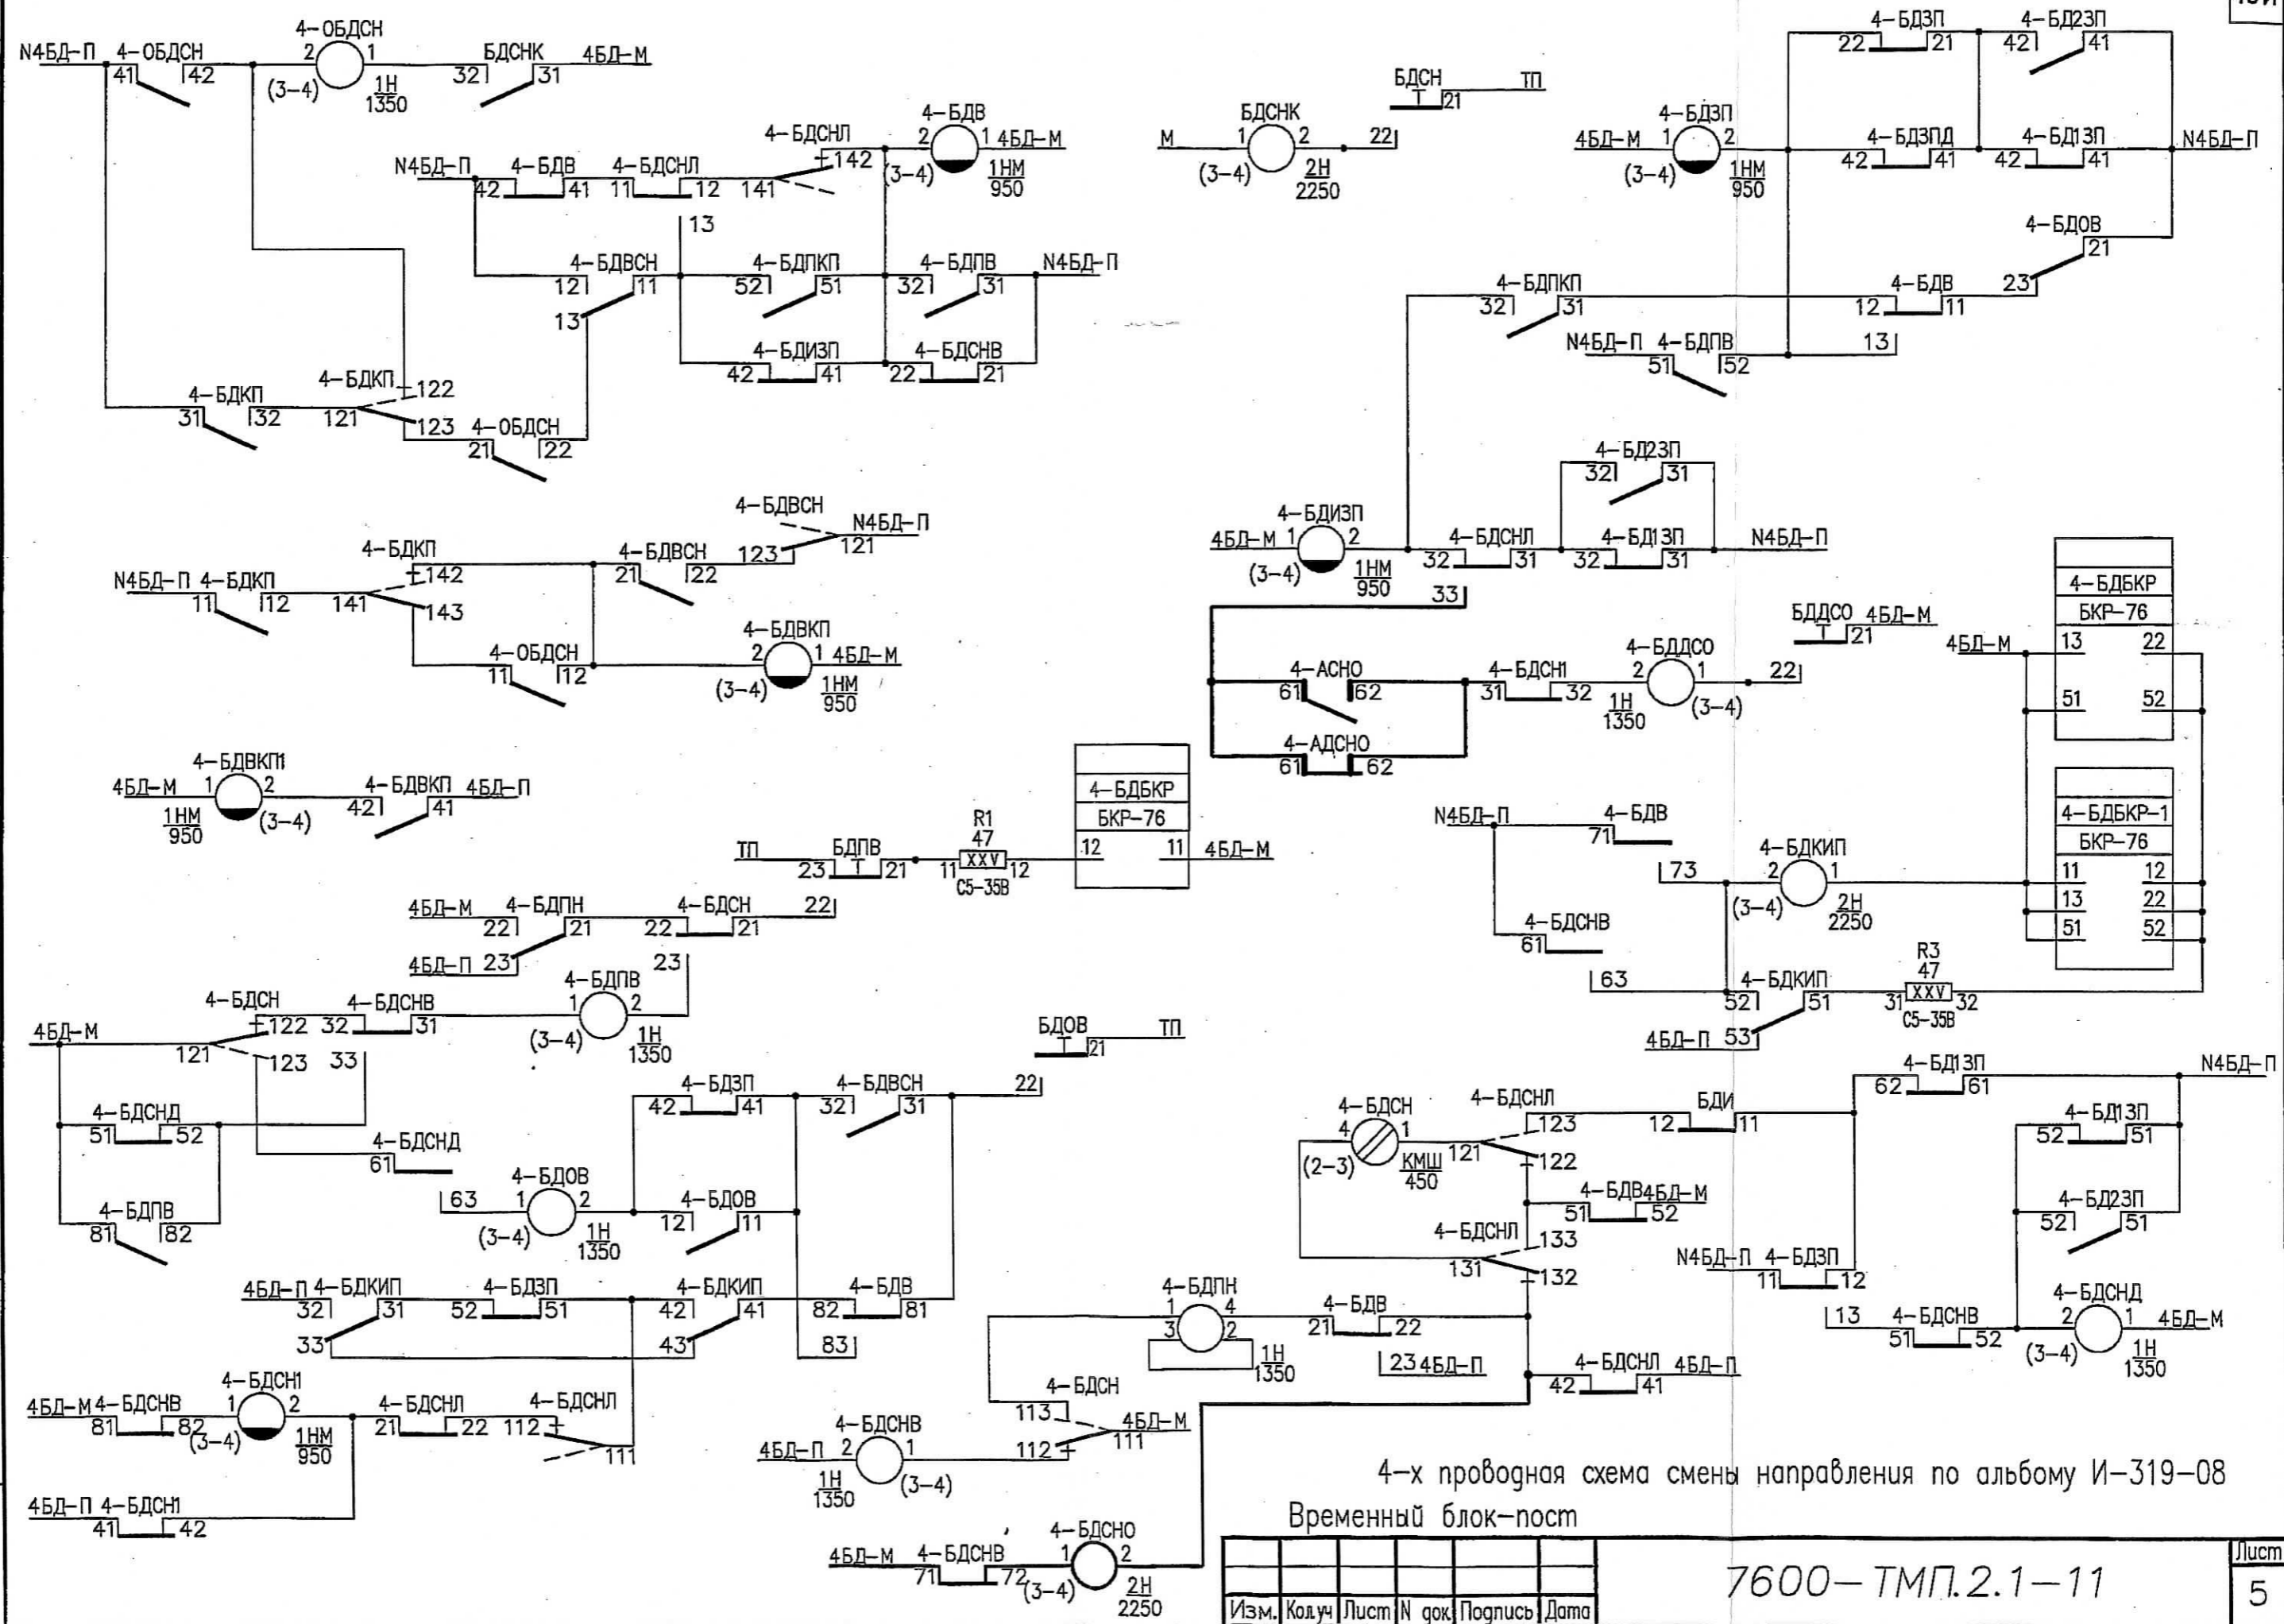 4-ОБДСН
N4БД-П 4-ОБДСН 2 1 БДСНК 4БД-М
41 42 (3-4) 1Н 1350 32 31
4-БДСНЛ 4-БДВ
N4БД-П 4-БДВ 4-БДСНЛ 142 2 1 4БД-М
42 41 11 12 141 (3-4) 1НМ 950
13
4-БДВСН 4-БДПКП 4-БДПВ N4БД-П
12 11 52 51 32 31
13
4-БДИЗП 4-БДСНВ
42 41 22 21
4-БДКП 4-БДКП 122
31 32 121 123 4-ОБДСН
21 22
БДСН ТП
21
БДСНК
М 1 2 22
(3-4) 2Н 2250
4-БДЗП 4-БД2ЗП
22 21 42 41
4-БДЗП
4БД-М 1 2 4-БДЗПД 4-БД1ЗП N4БД-П
(3-4) 1НМ 950 42 41 42 41
4-БДОВ
21
4-БДПКП 4-БДВ 23
32 31 12 11
N4БД-П 4-БДПВ 13
51 52
4-БДВСН
N4БД-П
4-БДКП 4-БДВСН 123 121
N4БД-П 4-БДКП 142 21 22
11 12 141 143
4-ОБДСН 4-БДВКП
11 12 2 1 4БД-М
(3-4) 1НМ 950
4-БД2ЗП
32 31
4-БДИЗП
4БД-М 1 2 4-БДСНЛ 4-БД1ЗП N4БД-П
(3-4) 1НМ 950 32 31 32 31
33
БДДСО 4БД-М
21
4-АСНО 4-БДСН1 4-БДДСО
61 62 31 32 2 1 22
1Н 1350 (3-4)
4-АДСНО
61 62
4-БДБКР
БКР-76
4БД-М 13 22
51 52
4-БДБКР-1
БКР-76
11 12
13 22
51 52
4-БДВКП1
4БД-М 1 2 4-БДВКП 4БД-П
1НМ 950 (3-4) 42 41
4-БДБКР
БКР-76
R1
47
ТП БДПВ XXV 12 11 4БД-М
23 21 11 12
С5-35В
N4БД-П 4-БДВ
71
73 4-БДКИП
2 1
(3-4) 2Н 2250
4-БДСНВ
61
63 4-БДКИП R3
47
52 51 31 XXV 32
С5-35В
4БД-П 53
4БД-М 4-БДПН 4-БДСН 22
22 21 22 21
4БД-П 23 23
4-БДПВ
4-БДСН 4-БДСНВ 1 2
4БД-М 122 32 31 (3-4) 1Н 1350
121 123 33
4-БДСНД
51 52
4-БДСНД
61
4-БДПВ
81 82
БДОВ ТП
21
4-БДЗП 4-БДВСН 22
42 41 32 31
4-БДОВ
63 1 2 4-БДОВ
(3-4) 1Н 1350 12 11
4БД-П 4-БДКИП 4-БДЗП 4-БДКИП 4-БДВ
32 31 52 51 42 41 82 81
33 43 83
4-БДСН1
4БД-М 4-БДСНВ 1 2 4-БДСНЛ 4-БДСНЛ
81 82 (3-4) 1НМ 950 21 22 112 111
4БД-П 4-БДСН1
41 42
4-БДСН 4-БДСНЛ БДИ
4 1 123 12 11
(2-3) КМШ 450 121 122
4-БДВ 4БД-М
51 52
4-БДСНЛ 133
131 132
4-БДПН
1 4 4-БДВ
3 2 21 22
1Н 1350 23 4БД-П
4-БДСНЛ 4БД-П
42 41
4-БДСН
113 4БД-М
4-БДСНВ 112 111
4БД-П 2 1
1Н 1350 (3-4)
4-БДСНО
4БД-М 4-БДСНВ 1 2
71 72 (3-4) 2Н 2250
4-БД1ЗП N4БД-П
62 61
4-БД1ЗП
52 51
4-БД2ЗП
52 51
N4БД-П 4-БДЗП
11 12
4-БДСНД
13 4-БДСНВ 2 1 4БД-М
51 52 (3-4) 1Н 1350
4-х проводная схема смены направления по альбому И-319-08
Временный блок-пост
7600-ТМП.2.1-11
Лист
5
Изм. Кол.уч Лист N док Подпись Дата